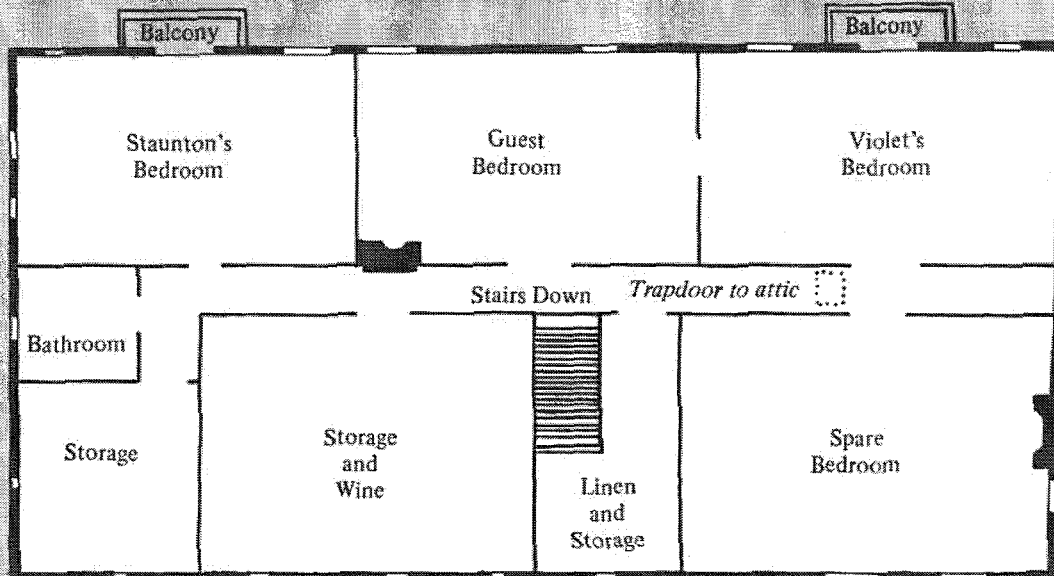 Balcony
Balcony
Staunton's
Bedroom
Guest
Bedroom
Violet's
Bedroom
Stairs Down
Trapdoor to attic
Bathroom
Storage
Storage
and
Wine
Linen
and
Storage
Spare
Bedroom